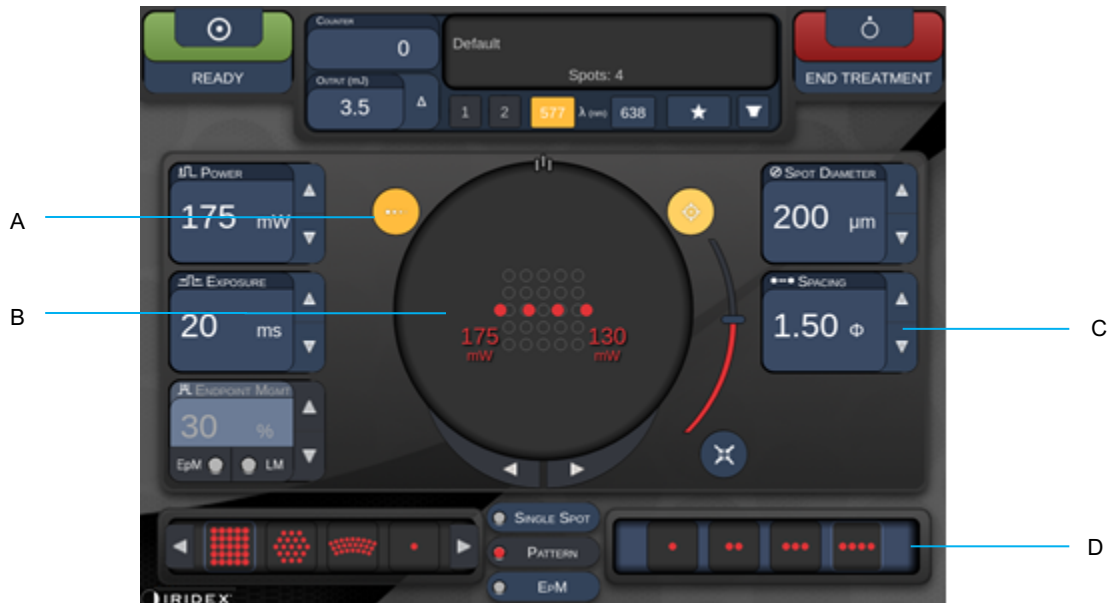 READY
COUNTER
0
OUTPUT (mJ)
3.5
Δ
Default
Spots: 4
1 2 577 λ (nm) 638
END TREATMENT
POWER
175 mW
EXPOSURE
20 ms
ENDPOINT MGMT
30 %
EpM LM
175 mW
130 mW
SPOT DIAMETER
200 µm
SPACING
1.50 Φ
A
B
C
D
SINGLE SPOT
PATTERN
EPM
IRIDEX